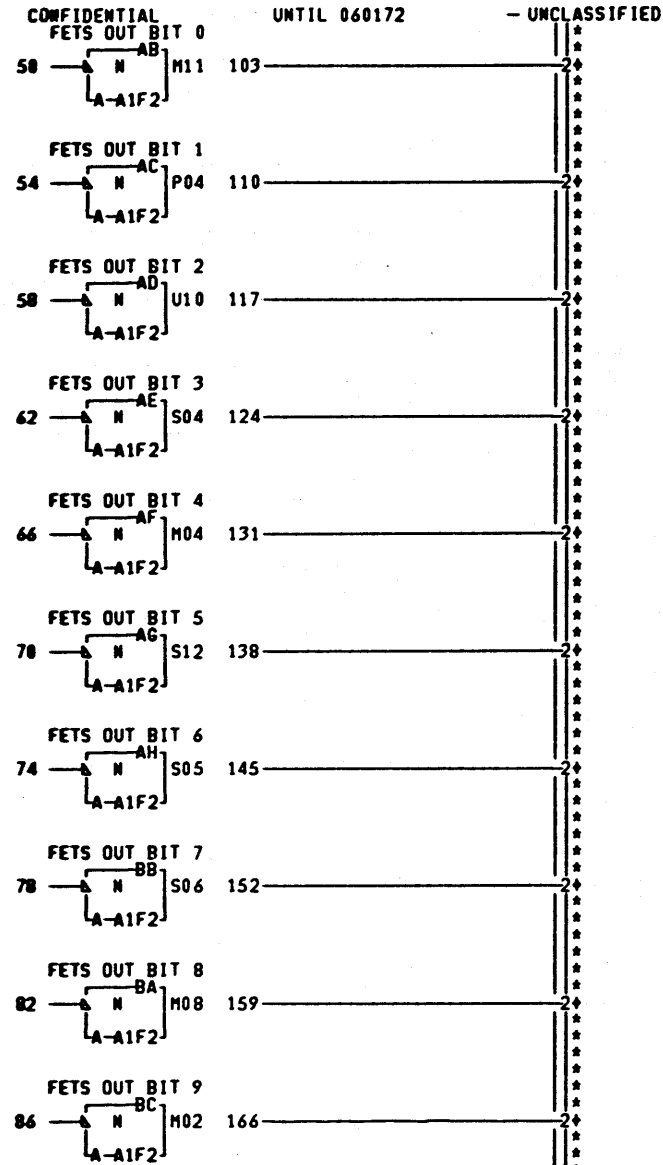 CONFIDENTIAL UNTIL 060172 - UNCLASSIFIED
FETS OUT BIT 0
AB
50 N M11 103 2
A-A1F2
FETS OUT BIT 1
AC
54 N P04 110 2
A-A1F2
FETS OUT BIT 2
AD
58 N U10 117 2
A-A1F2
FETS OUT BIT 3
AE
62 N S04 124 2
A-A1F2
FETS OUT BIT 4
AF
66 N M04 131 2
A-A1F2
FETS OUT BIT 5
AG
70 N S12 138 2
A-A1F2
FETS OUT BIT 6
AH
74 N S05 145 2
A-A1F2
FETS OUT BIT 7
BB
78 N S06 152 2
A-A1F2
FETS OUT BIT 8
BA
82 N M08 159 2
A-A1F2
FETS OUT BIT 9
BC
86 N M02 166 2
A-A1F2